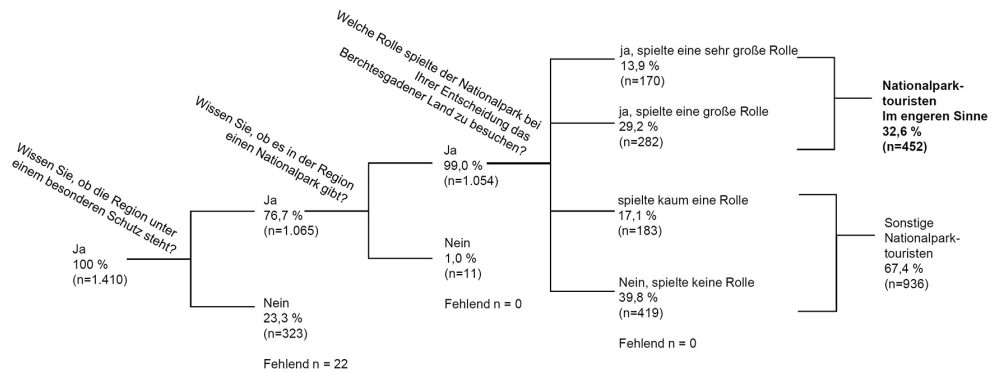 Wissen Sie, ob die Region unter
einem besonderen Schutz steht?
Ja
100 %
(n=1.410)
Wissen Sie, ob es in der Region
einen Nationalpark gibt?
Ja
76,7 %
(n=1.065)
Nein
23,3 %
(n=323)
Fehlend n = 22
Welche Rolle spielte der Nationalpark bei
Ihrer Entscheidung das
Berchtesgadener Land zu besuchen?
Ja
99,0 %
(n=1.054)
Nein
1,0 %
(n=11)
Fehlend n = 0
ja, spielte eine sehr große Rolle
13,9 %
(n=170)
ja, spielte eine große Rolle
29,2 %
(n=282)
spielte kaum eine Rolle
17,1 %
(n=183)
Nein, spielte keine Rolle
39,8 %
(n=419)
Fehlend n = 0
Nationalpark-
touristen
Im engeren Sinne
32,6 %
(n=452)
Sonstige
Nationalpark-
touristen
67,4 %
(n=936)